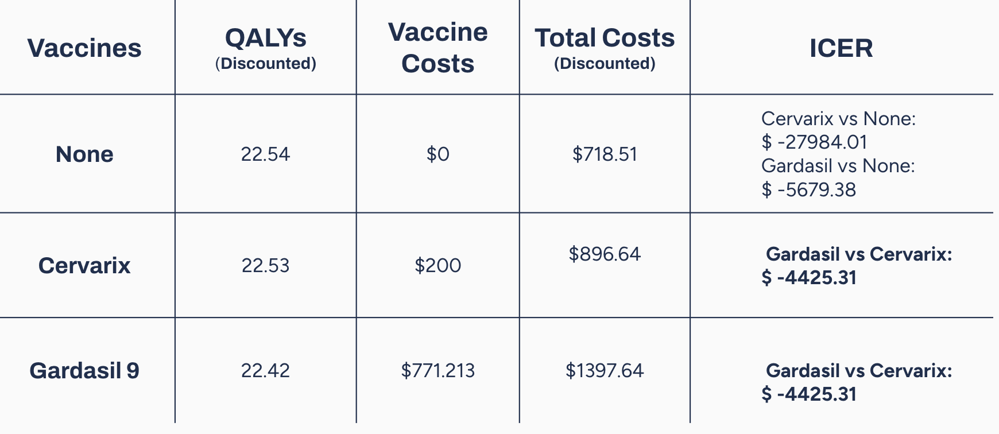 Vaccines
QALYs
(Discounted)
Vaccine
Costs
Total Costs
(Discounted)
ICER
None
22.54
$0
$718.51
Cervarix vs None:
$ -27984.01
Gardasil vs None:
$ -5679.38
Cervarix
22.53
$200
$896.64
Gardasil vs Cervarix:
$ -4425.31
Gardasil 9
22.42
$771.213
$1397.64
Gardasil vs Cervarix:
$ -4425.31